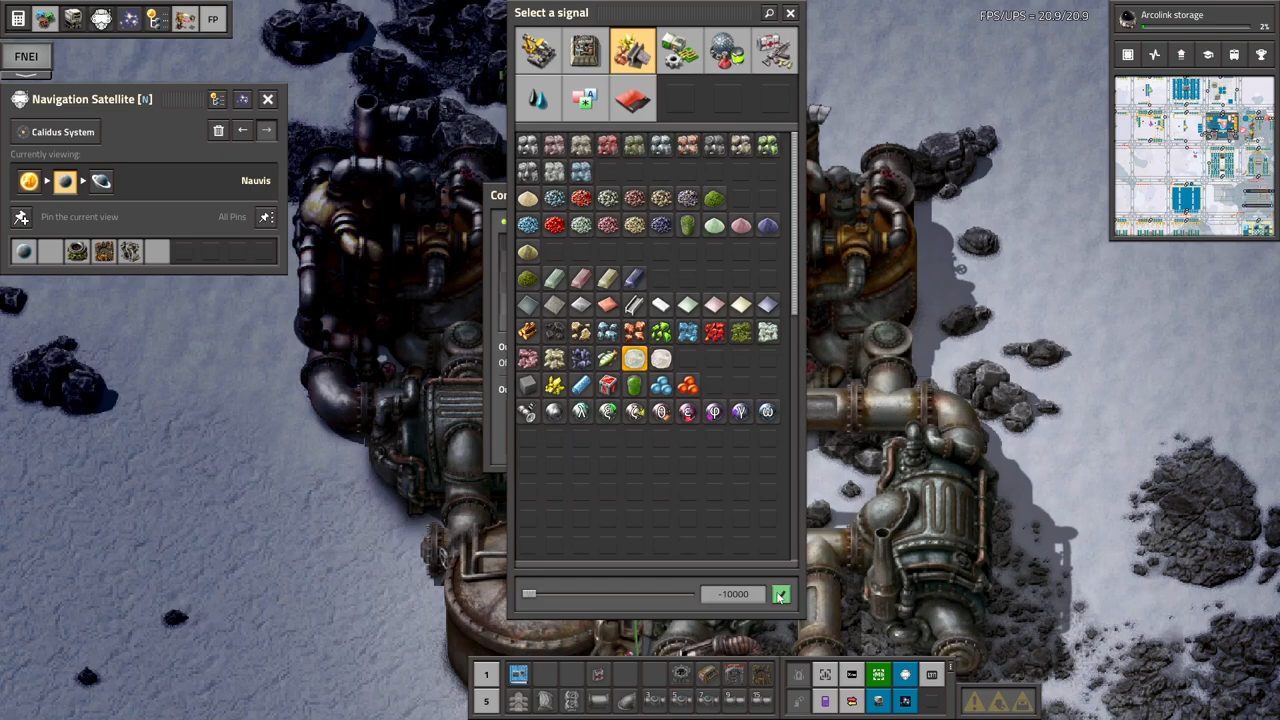 FP
FNEI
Navigation Satellite [N]
Calidus System
Currently viewing:
Nauvis
Pin the current view
All Pins
Select a signal
-10000
FPS/UPS = 20.9/20.9
Arcolink storage
2%
1
5